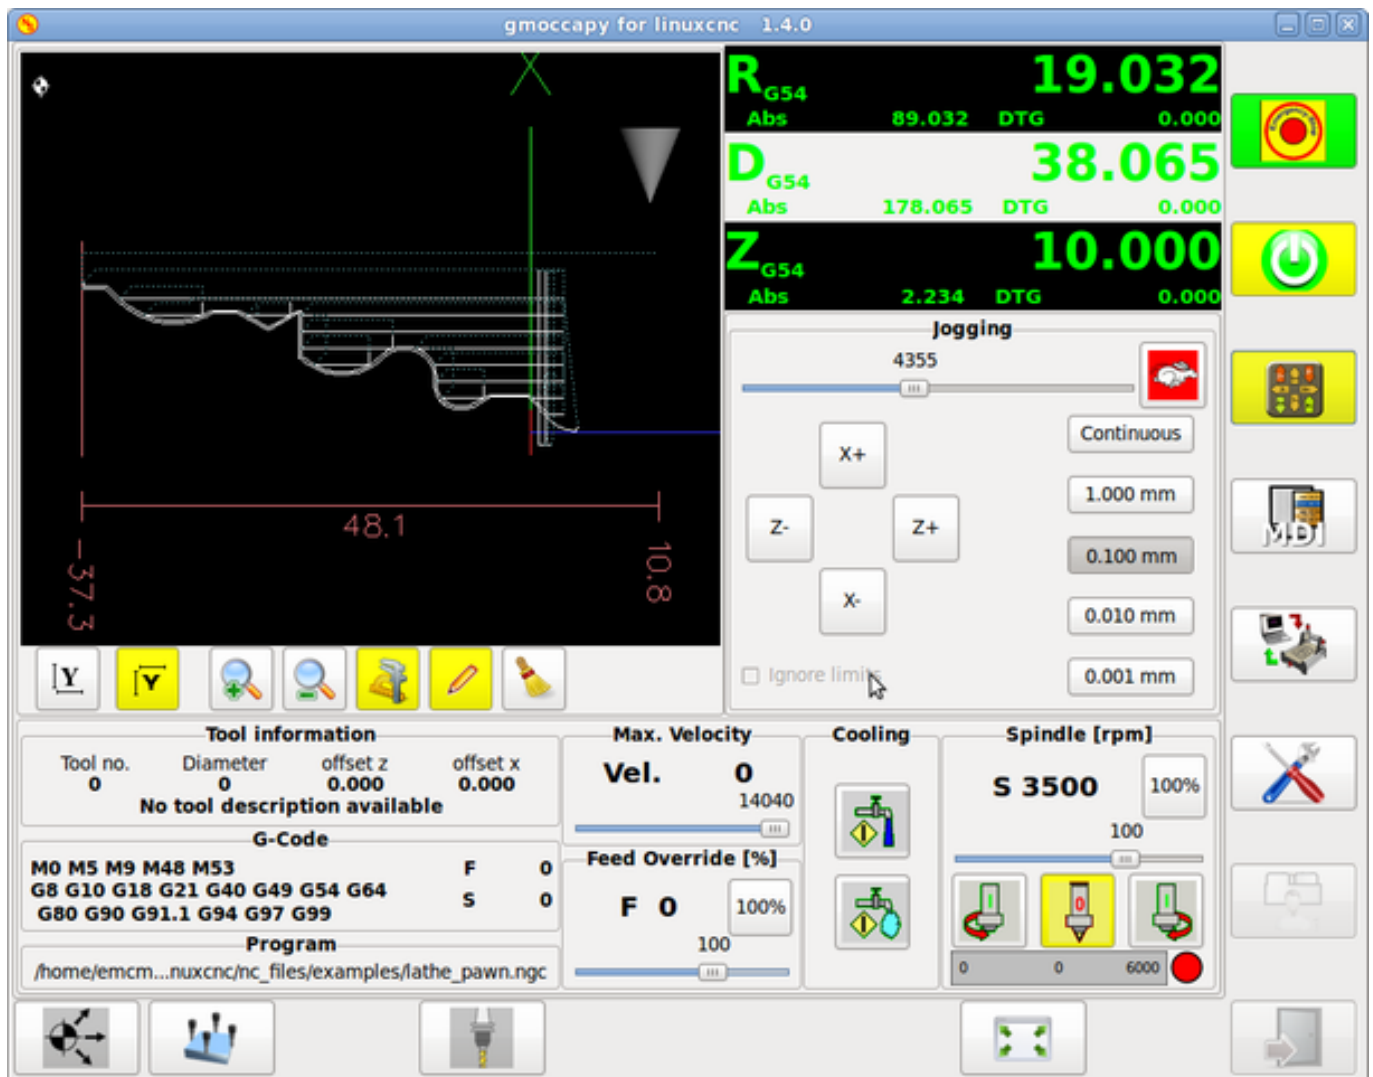 gmoccapy for linuxcnc 1.4.0
X
48.1
-37.3
10.8
R G54 19.032
Abs 89.032 DTG 0.000
D G54 38.065
Abs 178.065 DTG 0.000
Z G54 10.000
Abs 2.234 DTG 0.000
Jogging
4355
Continuous
X+
1.000 mm
Z- Z+
0.100 mm
X-
0.010 mm
Ignore limits
0.001 mm
MDI
Y
Y
Tool information
Tool no. Diameter offset z offset x
0 0 0.000 0.000
No tool description available
G-Code
M0 M5 M9 M48 M53 F 0
G8 G10 G18 G21 G40 G49 G54 G64 S 0
G80 G90 G91.1 G94 G97 G99
Program
/home/emcm...nuxcnc/nc_files/examples/lathe_pawn.ngc
Max. Velocity
Vel. 0
14040
Feed Override [%]
F 0 100%
100
Cooling
Spindle [rpm]
S 3500 100%
100
I 0 I
0 0 6000